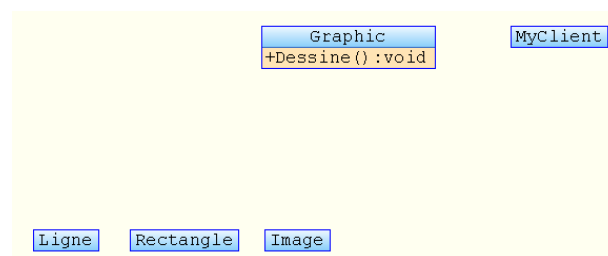 Graphic
MyClient
+Dessine():void
Ligne
Rectangle
Image